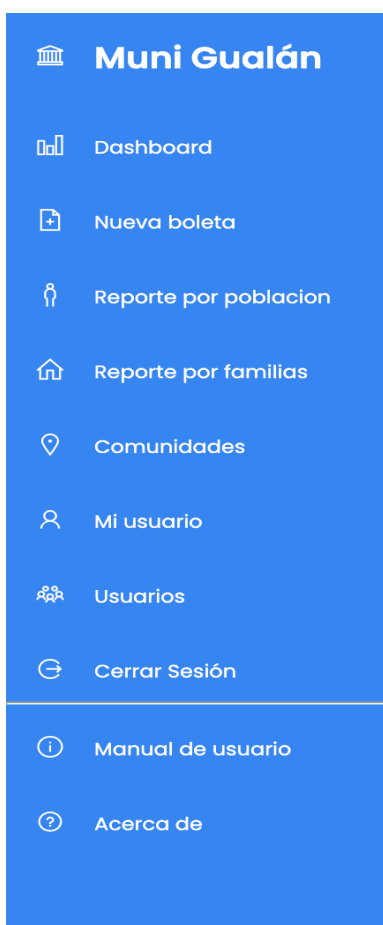 Muni Gualán
Dashboard
Nueva boleta
Reporte por poblacion
Reporte por familias
Comunidades
Mi usuario
Usuarios
Cerrar Sesión
Manual de usuario
Acerca de